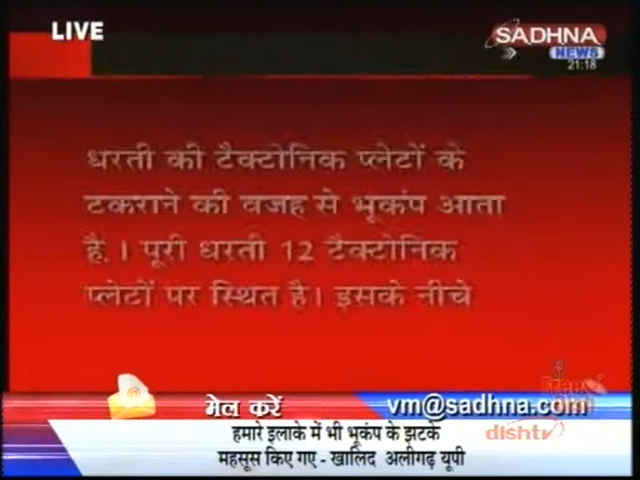 LIVE
SADHNA
NEWS
21:18
धरती की टैक्टोनिक प्लेटों के
टकराने की वजह से भूकंप आता
है. । पूरी धरती 12 टैक्टोनिक
प्लेटों पर स्थित है। इसके नीचे
मेल करें
vm@sadhna.com
हमारे इलाके में भी भूकंप के झटके
महसूस किए गए - खालिद अलीगढ़ यूपी
Free
dishtv